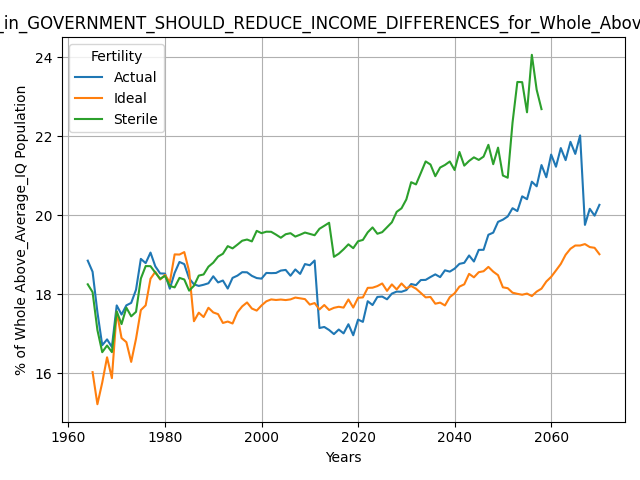 _in_GOVERNMENT_SHOULD_REDUCE_INCOME_DIFFERENCES_for_Whole_Abov
Fertility
Actual
Ideal
Sterile
% of Whole Above_Average_IQ Population
24
22
20
18
16
1960
1980
2000
2020
2040
2060
Years